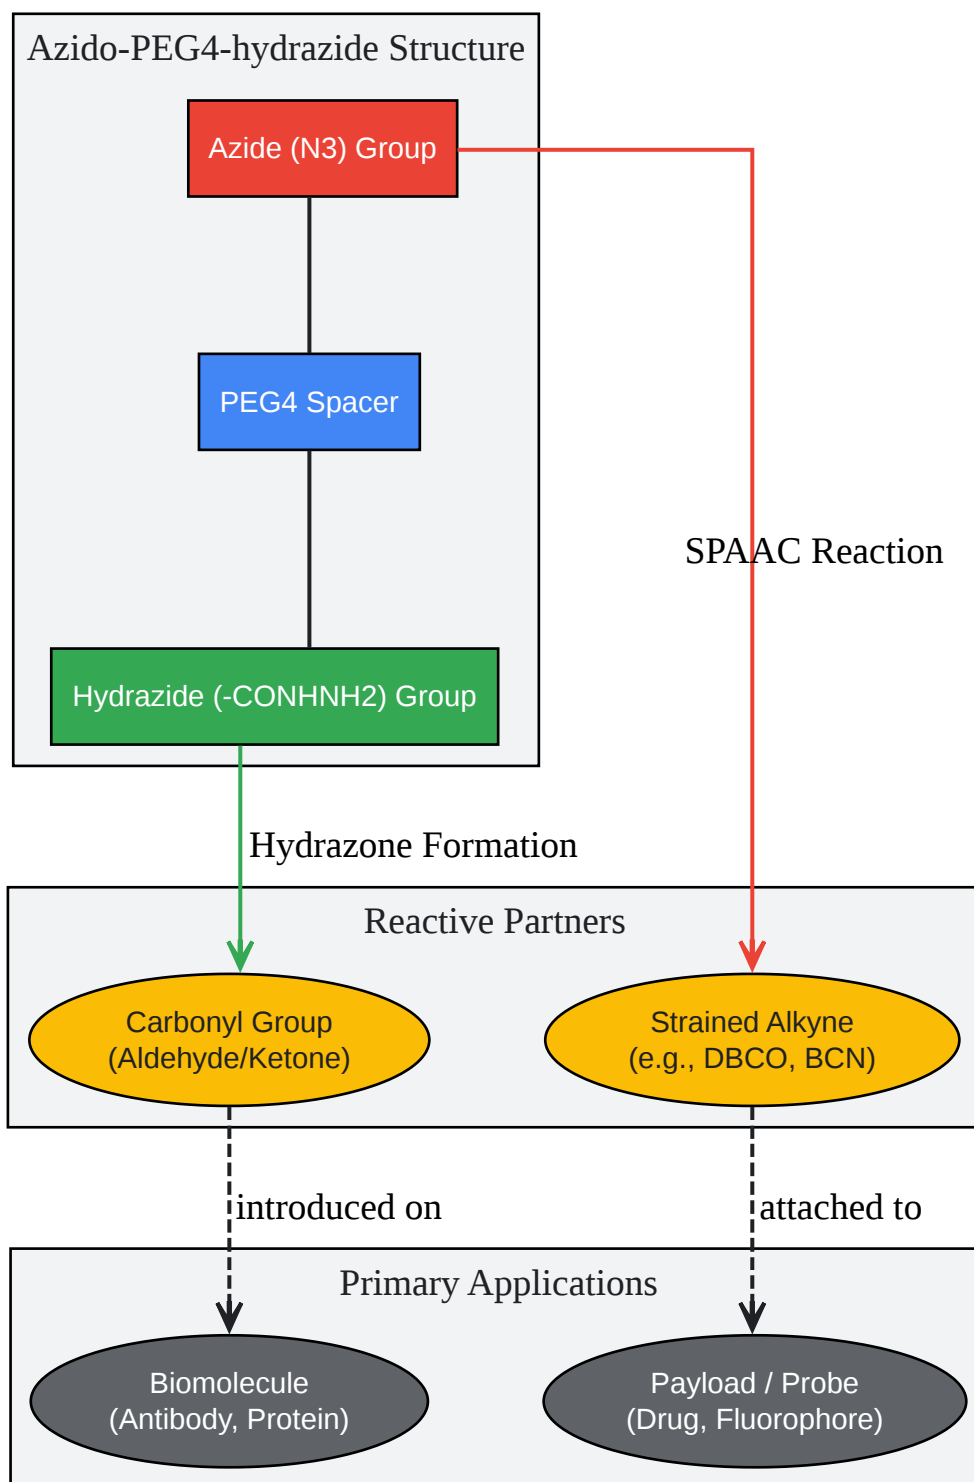 Azido-PEG4-hydrazide Structure
Azide (N3) Group
PEG4 Spacer
SPAAC Reaction
Hydrazide (-CONHNH2) Group
Hydrazone Formation
Reactive Partners
Carbonyl Group
(Aldehyde/Ketone)
Strained Alkyne
(e.g., DBCO, BCN)
introduced on
attached to
Primary Applications
Biomolecule
(Antibody, Protein)
Payload / Probe
(Drug, Fluorophore)